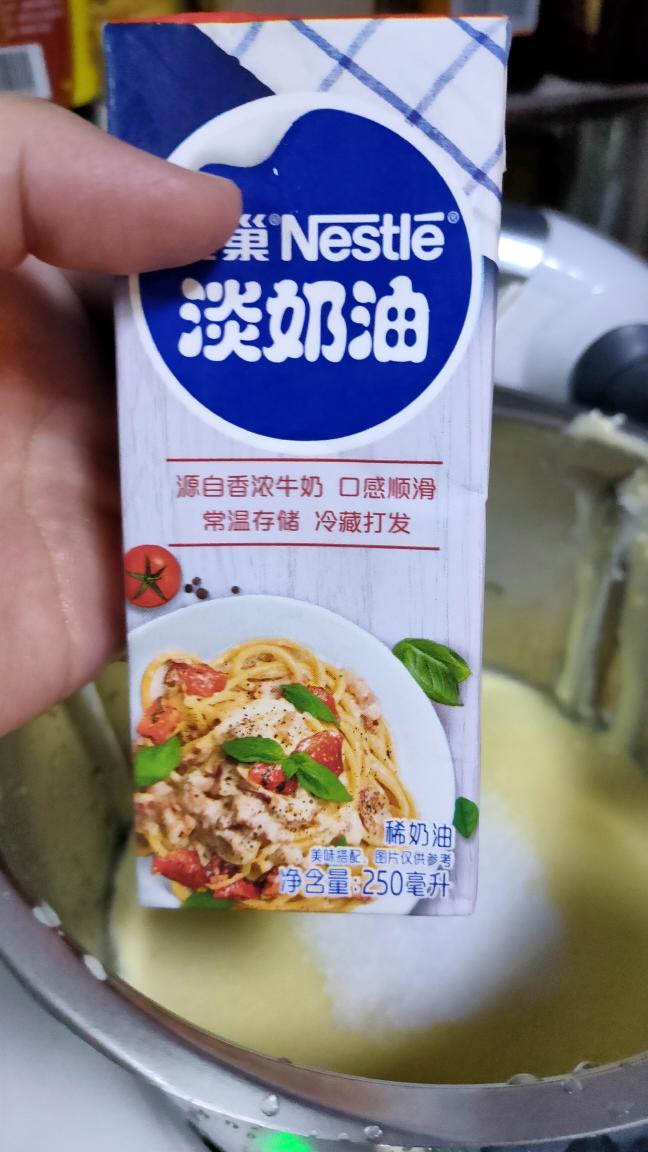 巢®Nestlé®
淡奶油
源自香浓牛奶 口感顺滑
常温存储 冷藏打发
稀奶油
美味搭配，图片仅供参考
净含量:250毫升